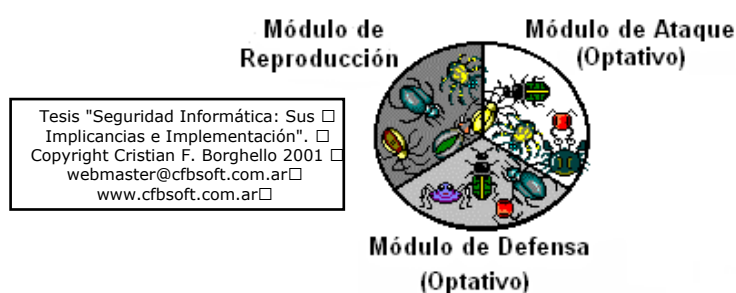 Módulo de
Reproducción
Módulo de Ataque
(Optativo)
Tesis "Seguridad Informática: Sus □
Implicancias e Implementación". □
Copyright Cristian F. Borghello 2001 □
webmaster@cfbsoft.com.ar□
www.cfbsoft.com.ar□
Módulo de Defensa
(Optativo)